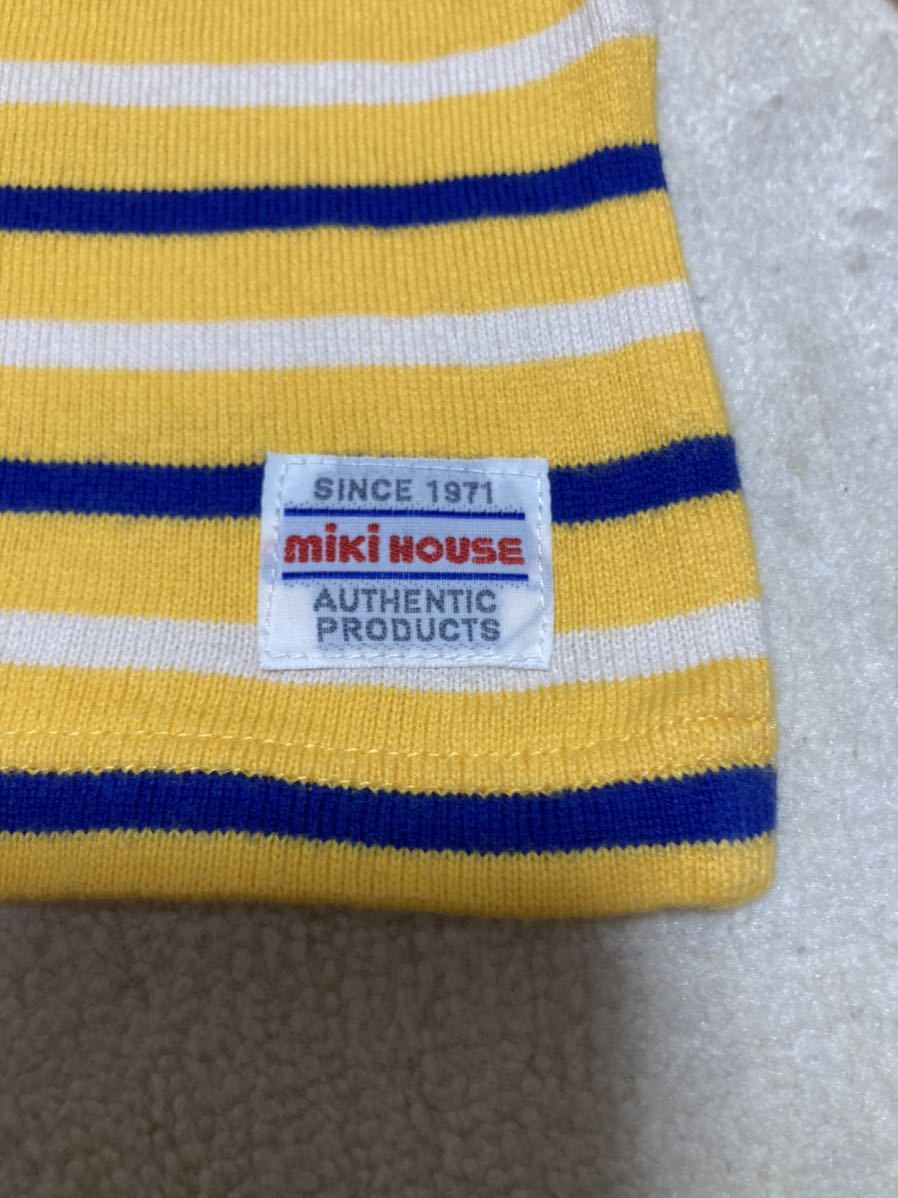 SINCE 1971
miki HOUSE
AUTHENTIC
PRODUCTS